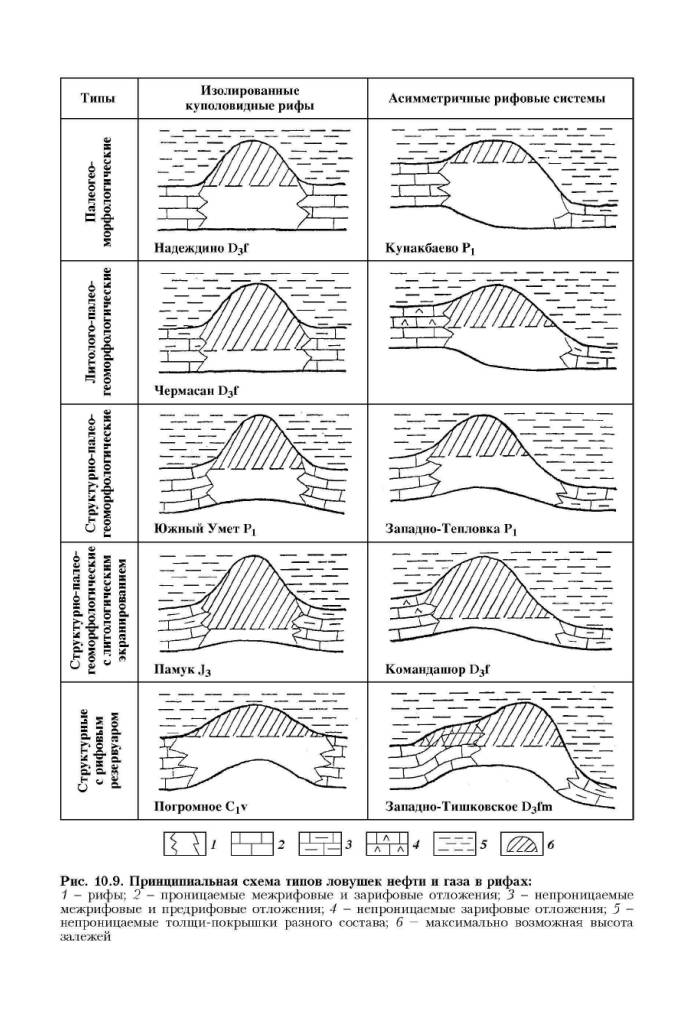 Типы
Изолированные
куполовидные рифы
Асимметричные рифовые системы
Палеогео-
морфологические
Надеждино D₃f
Кунакбаево P₁
Литолого-палео-
геоморфологические
Чермасан D₃f
Структурно-палео-
геоморфологические
Южный Умет P₁
Западно-Тепловка P₁
Структурно-палео-
геоморфологические
с литологическим
экранированием
Памук J₃
Командашор D₃f
Структурные
с рифовым
резервуаром
Погромное C₁v
Западно-Тишковское D₃fm
1 2 3 4 5 6
Рис. 10.9. Принципиальная схема типов ловушек нефти и газа в рифах:
1 – рифы; 2 – проницаемые межрифовые и зарифовые отложения; 3 – непроницаемые
межрифовые и предрифовые отложения; 4 – непроницаемые зарифовые отложения; 5 –
непроницаемые толщи-покрышки разного состава; 6 – максимально возможная высота
залежей